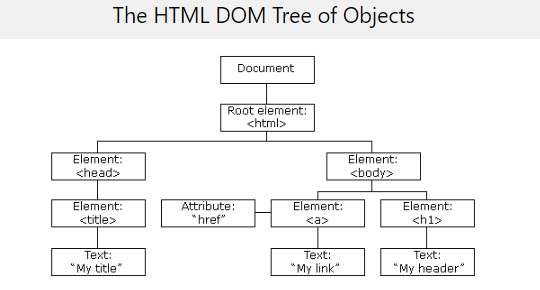 The HTML DOM Tree of Objects
Document
Root element:
<html>
Element:
<head>
Element:
<body>
Element:
<title>
Attribute:
“href”
Element:
<a>
Element:
<h1>
Text:
“My title”
Text:
“My link”
Text:
“My header”